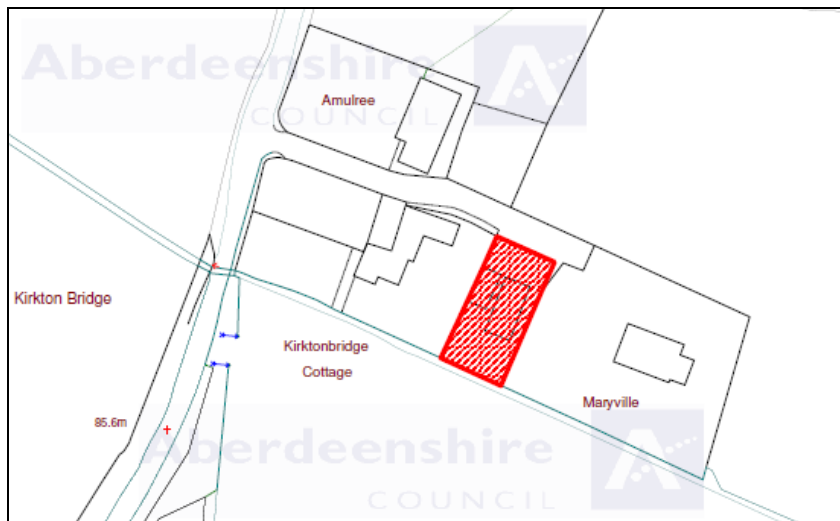 Aberdeenshire
COUNCIL
Amulree
Kirkton Bridge
Kirktonbridge
Cottage
Maryville
85.6m
Aberdeenshire
COUNCIL